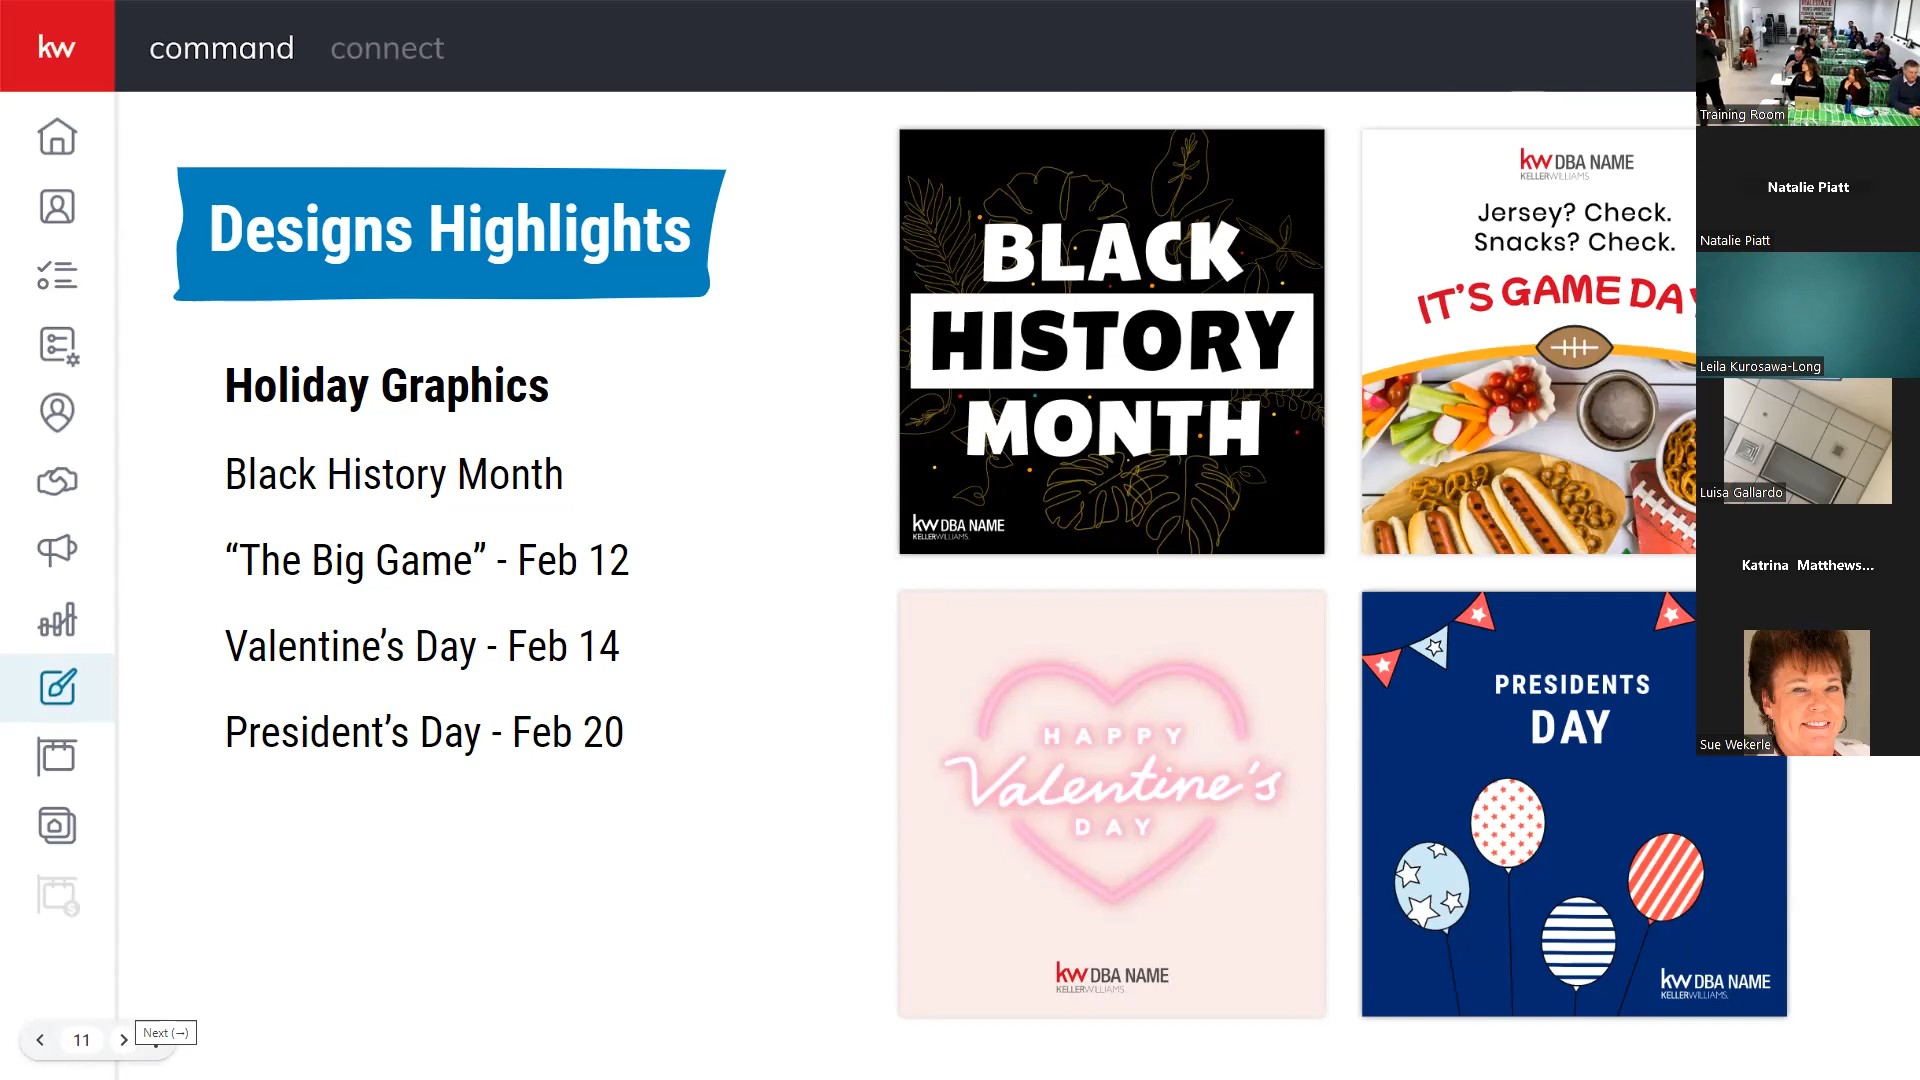 kw command connect
Designs Highlights
Holiday Graphics
Black History Month
“The Big Game” - Feb 12
Valentine’s Day - Feb 14
President’s Day - Feb 20
BLACK
HISTORY
MONTH
kw DBA NAME
KELLERWILLIAMS.
kw DBA NAME
KELLERWILLIAMS.
Jersey? Check.
Snacks? Check.
IT'S GAME DAY
HAPPY
Valentine's
DAY
kw DBA NAME
KELLERWILLIAMS.
PRESIDENTS
DAY
kw DBA NAME
KELLERWILLIAMS.
Training Room
Natalie Piatt
Natalie Piatt
Leila Kurosawa-Long
Luisa Gallardo
Katrina Matthews...
Sue Wekerle
11
Next (→)